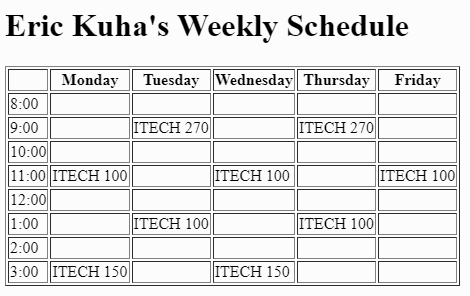 Eric Kuha's Weekly Schedule
Monday Tuesday Wednesday Thursday Friday
8:00
9:00 ITECH 270 ITECH 270
10:00
11:00 ITECH 100 ITECH 100 ITECH 100
12:00
1:00 ITECH 100 ITECH 100
2:00
3:00 ITECH 150 ITECH 150